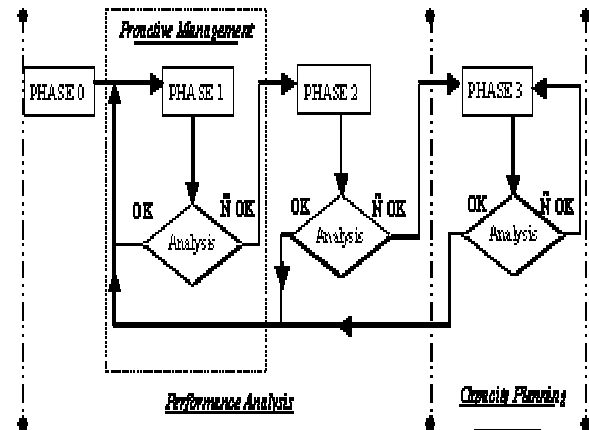 Proactive Management
PHASE 0
PHASE 1
PHASE 2
PHASE 3
OK
Ñ OK
OK
Ñ OK
OK
Ñ OK
Analysis
Analysis
Analysis
Performance Analysis
Capacity Planning